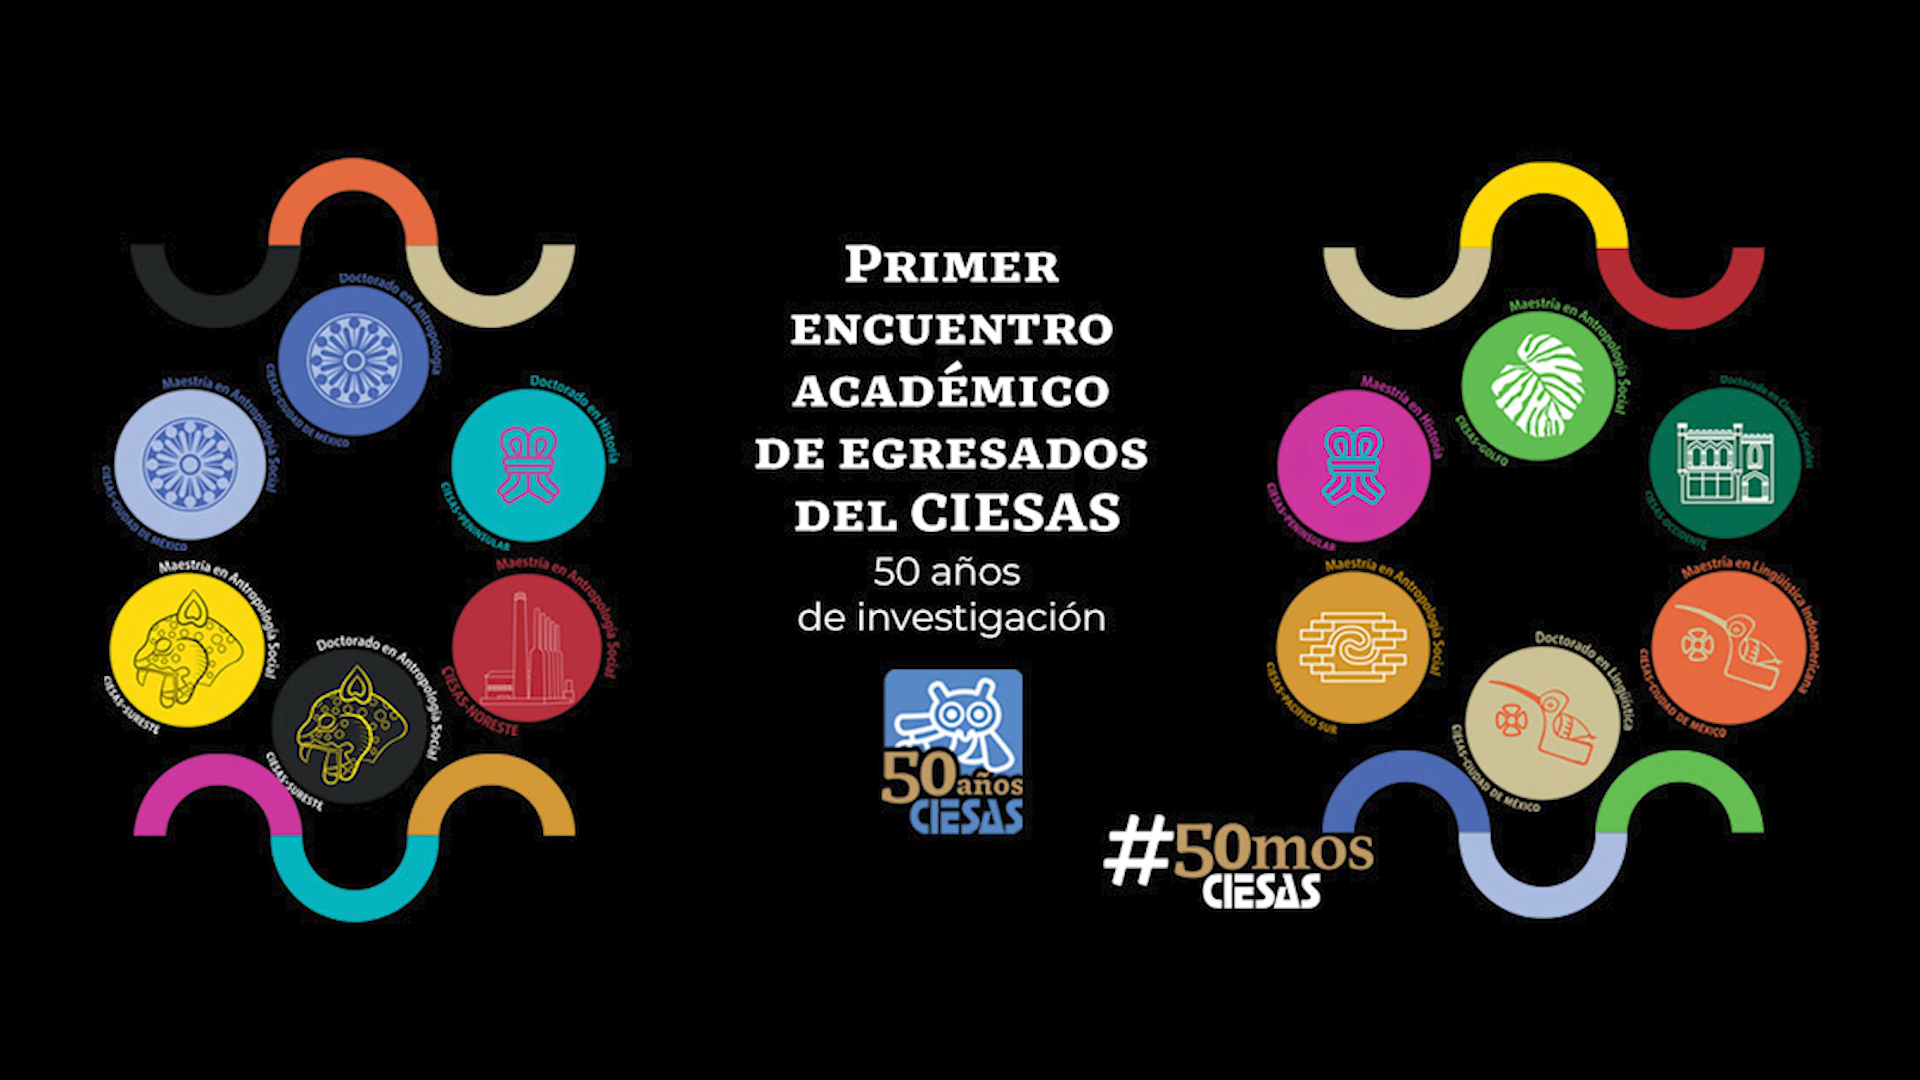 Primer
encuentro
académico
de egresados
del CIESAS
50 años
de investigación
50 años
CIESAS
#50mos
CIESAS
Doctorado en Antropología
CIESAS-CIUDAD DE MÉXICO
Maestría en Antropología Social
CIESAS-CIUDAD DE MÉXICO
Doctorado en Historia
CIESAS-PENINSULAR
Maestría en Antropología Social
CIESAS-SURESTE
Doctorado en Antropología Social
CIESAS-SURESTE
Maestría en Antropología Social
CIESAS-NORESTE
Maestría en Antropología Social
CIESAS-GOLFO
Maestría en Historia
CIESAS-PENINSULAR
Doctorado en Ciencias Sociales
CIESAS-OCCIDENTE
Maestría en Antropología Social
CIESAS-PACÍFICO SUR
Doctorado en Lingüística
CIESAS-CIUDAD DE MÉXICO
Maestría en Lingüística Indoamericana
CIESAS-CIUDAD DE MÉXICO